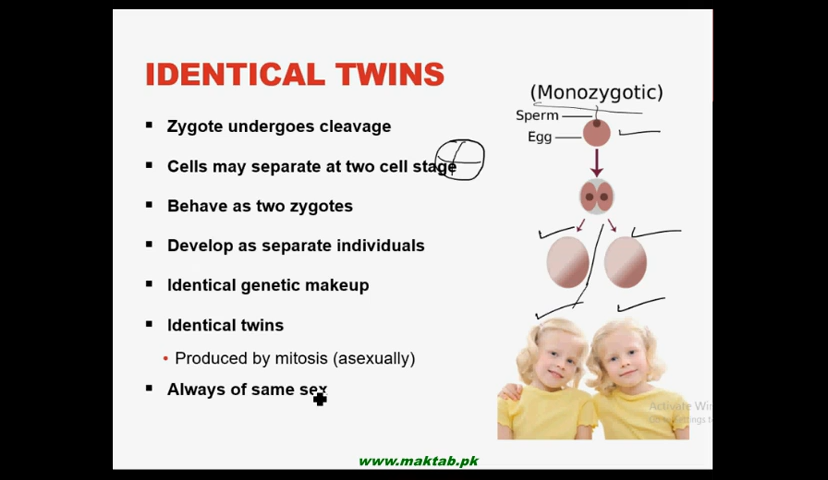 IDENTICAL TWINS
(Monozygotic)
Sperm
Egg
▪ Zygote undergoes cleavage
▪ Cells may separate at two cell stage
▪ Behave as two zygotes
▪ Develop as separate individuals
▪ Identical genetic makeup
▪ Identical twins
• Produced by mitosis (asexually)
▪ Always of same sex
Activate Win
www.maktab.pk